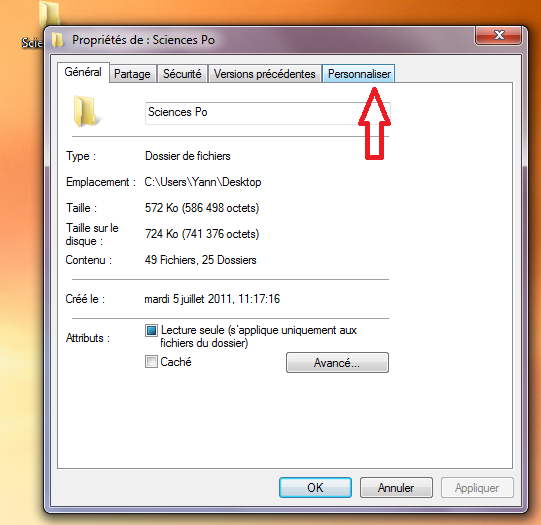 Scie
Propriétés de : Sciences Po
Général Partage Sécurité Versions précédentes Personnaliser
Sciences Po
Type : Dossier de fichiers
Emplacement : C:\Users\Yann\Desktop
Taille : 572 Ko (586 498 octets)
Taille sur le
disque : 724 Ko (741 376 octets)
Contenu : 49 Fichiers, 25 Dossiers
Créé le : mardi 5 juillet 2011, 11:17:16
Attributs : Lecture seule (s'applique uniquement aux
fichiers du dossier)
Caché Avancé...
OK Annuler Appliquer